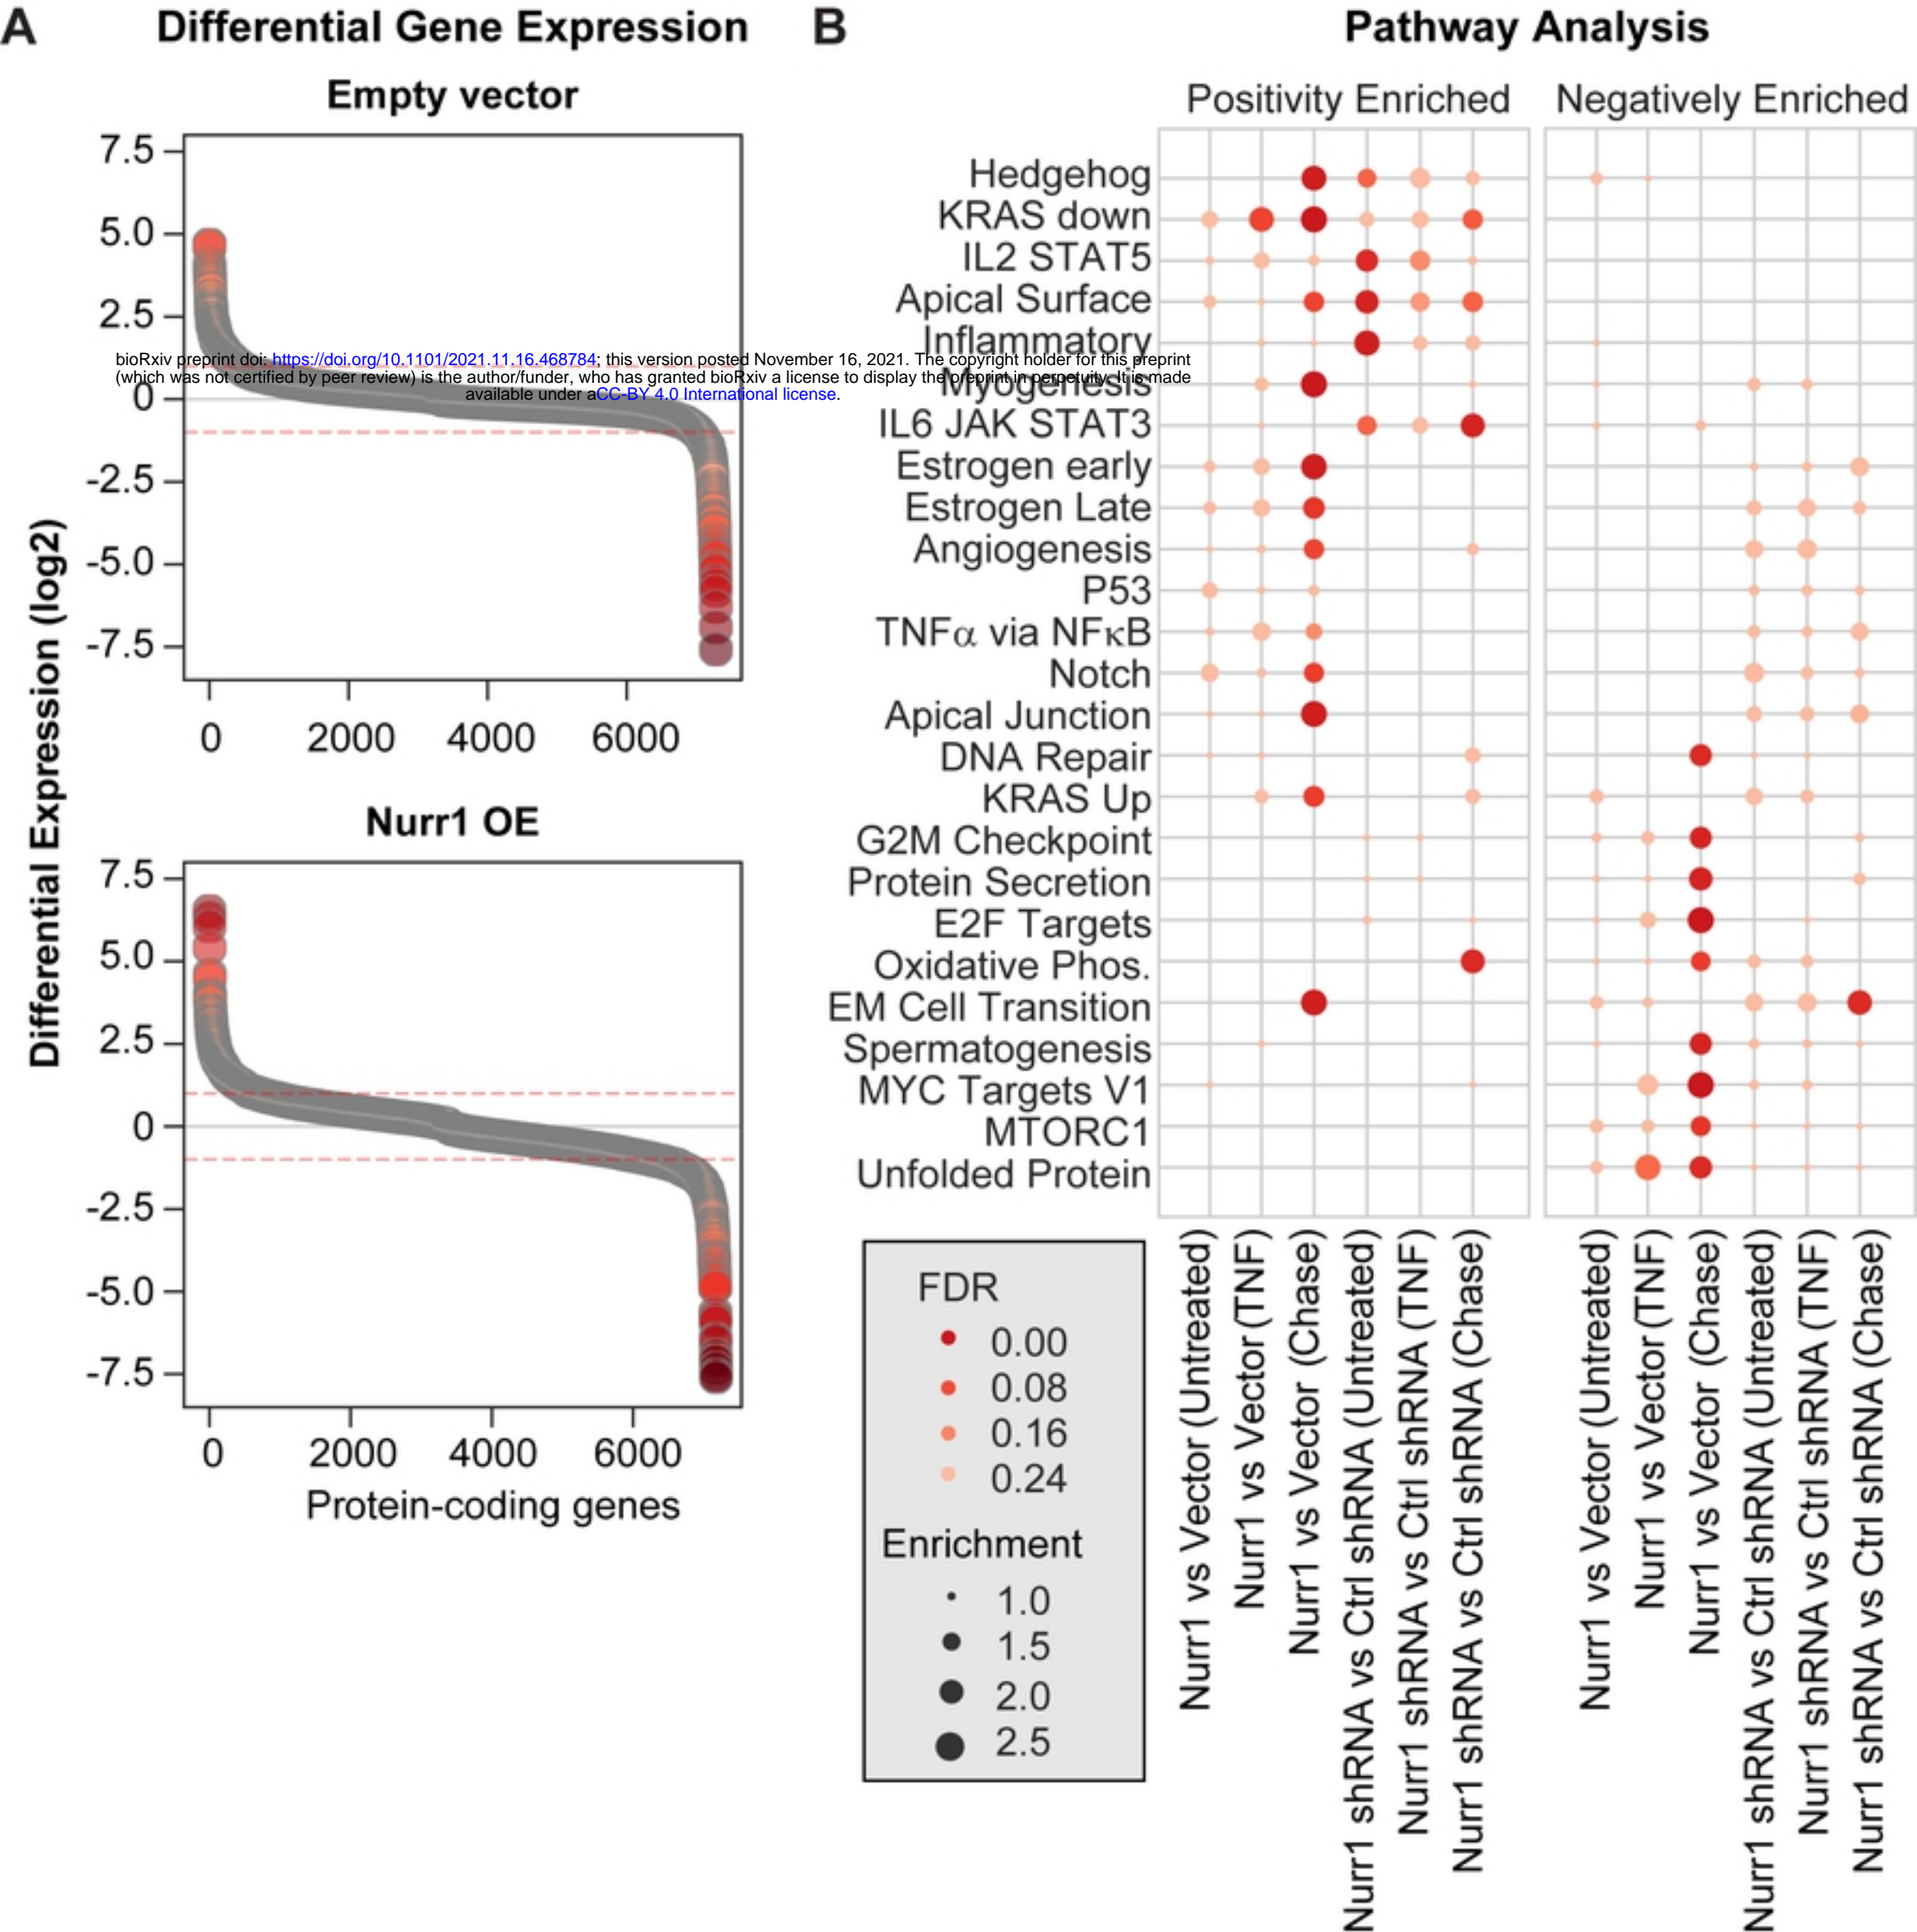 A
Differential Gene Expression
Empty vector
7.5
5.0
2.5
0
-2.5
-5.0
-7.5
0 2000 4000 6000
Nurr1 OE
7.5
5.0
2.5
0
-2.5
-5.0
-7.5
0 2000 4000 6000
Protein-coding genes
Differential Expression (log2)
bioRxiv preprint doi: https://doi.org/10.1101/2021.11.16.468784; this version posted November 16, 2021. The copyright holder for this preprint
(which was not certified by peer review) is the author/funder, who has granted bioRxiv a license to display the preprint in perpetuity. It is made
available under aCC-BY 4.0 International license.
B
Pathway Analysis
Positivity Enriched
Negatively Enriched
Hedgehog
KRAS down
IL2 STAT5
Apical Surface
Inflammatory
Myogenesis
IL6 JAK STAT3
Estrogen early
Estrogen Late
Angiogenesis
P53
TNFα via NFκB
Notch
Apical Junction
DNA Repair
KRAS Up
G2M Checkpoint
Protein Secretion
E2F Targets
Oxidative Phos.
EM Cell Transition
Spermatogenesis
MYC Targets V1
MTORC1
Unfolded Protein
Nurr1 vs Vector (Untreated)
Nurr1 vs Vector (TNF)
Nurr1 vs Vector (Chase)
Nurr1 shRNA vs Ctrl shRNA (Untreated)
Nurr1 shRNA vs Ctrl shRNA (TNF)
Nurr1 shRNA vs Ctrl shRNA (Chase)
Nurr1 vs Vector (Untreated)
Nurr1 vs Vector (TNF)
Nurr1 vs Vector (Chase)
Nurr1 shRNA vs Ctrl shRNA (Untreated)
Nurr1 shRNA vs Ctrl shRNA (TNF)
Nurr1 shRNA vs Ctrl shRNA (Chase)
FDR
0.00
0.08
0.16
0.24
Enrichment
1.0
1.5
2.0
2.5